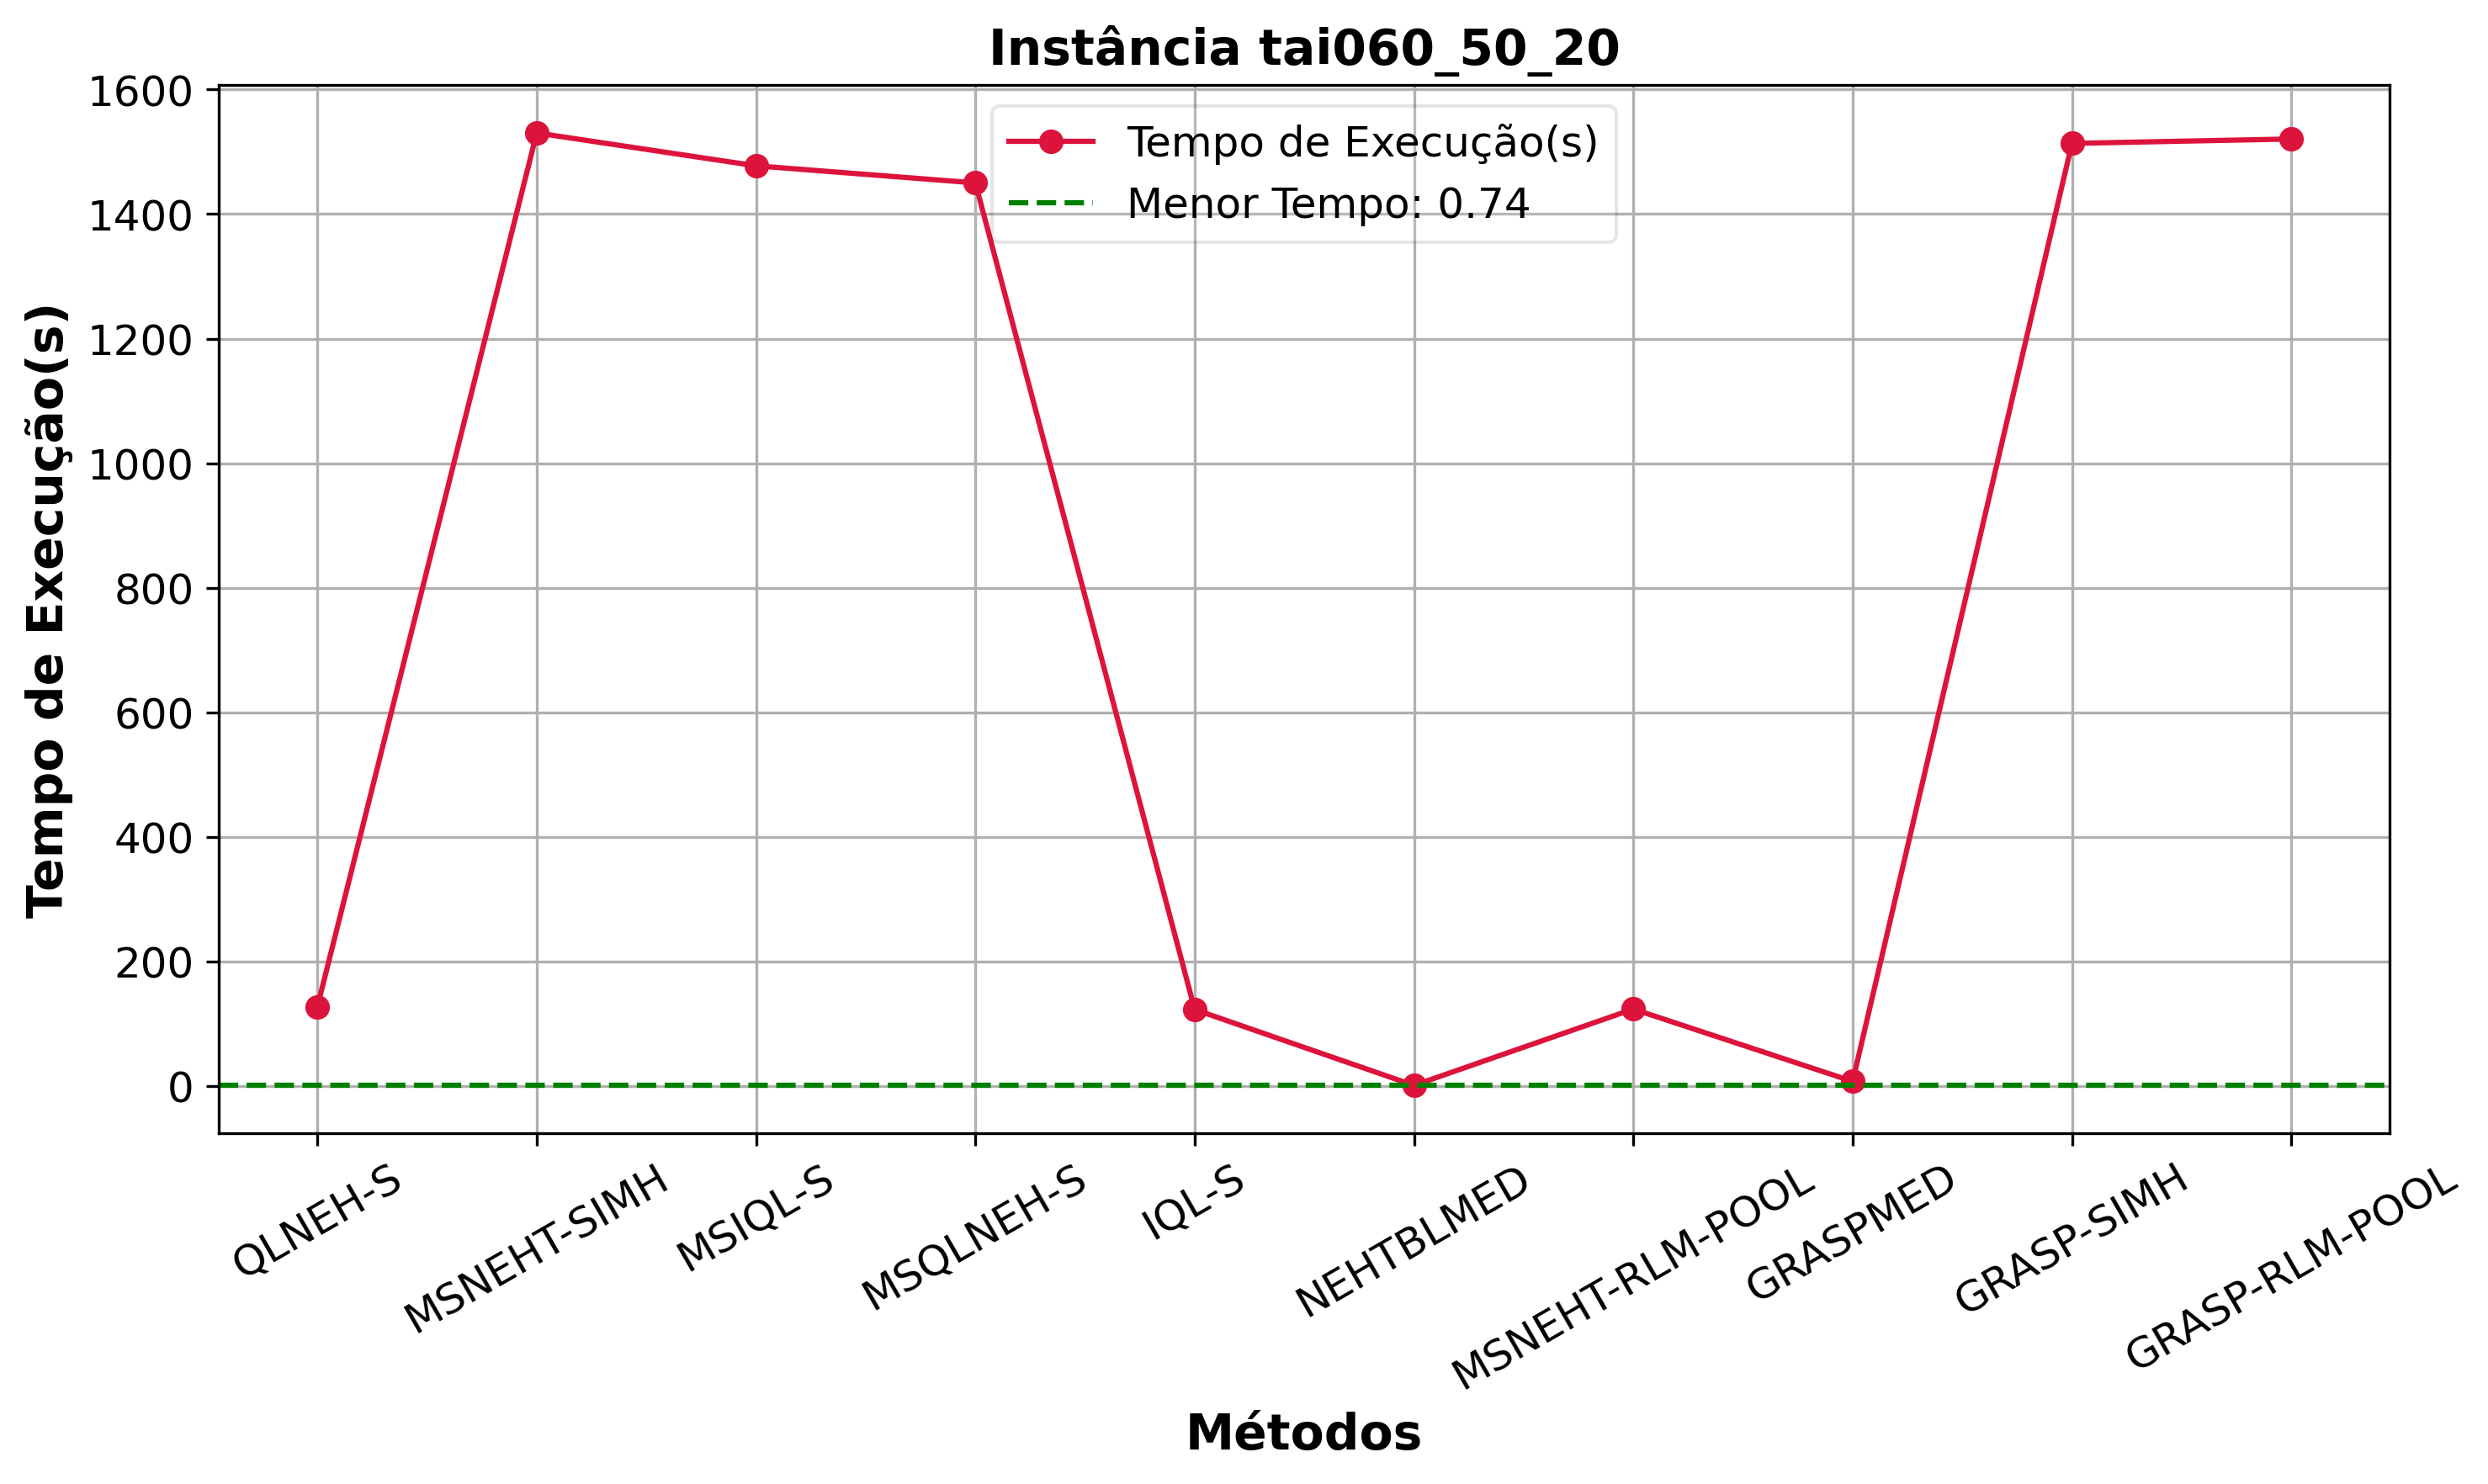 Instância tai060_50_20
Tempo de Execução(s)
Menor Tempo: 0.74
Tempo de Execução(s)
1600
1400
1200
1000
800
600
400
200
0
QLNEH-S
MSNEHT-SIMH
MSIQL-S
MSQLNEH-S
IQL-S
NEHTBLMED
MSNEHT-RLM-POOL
GRASPMED
GRASP-SIMH
GRASP-RLM-POOL
Métodos